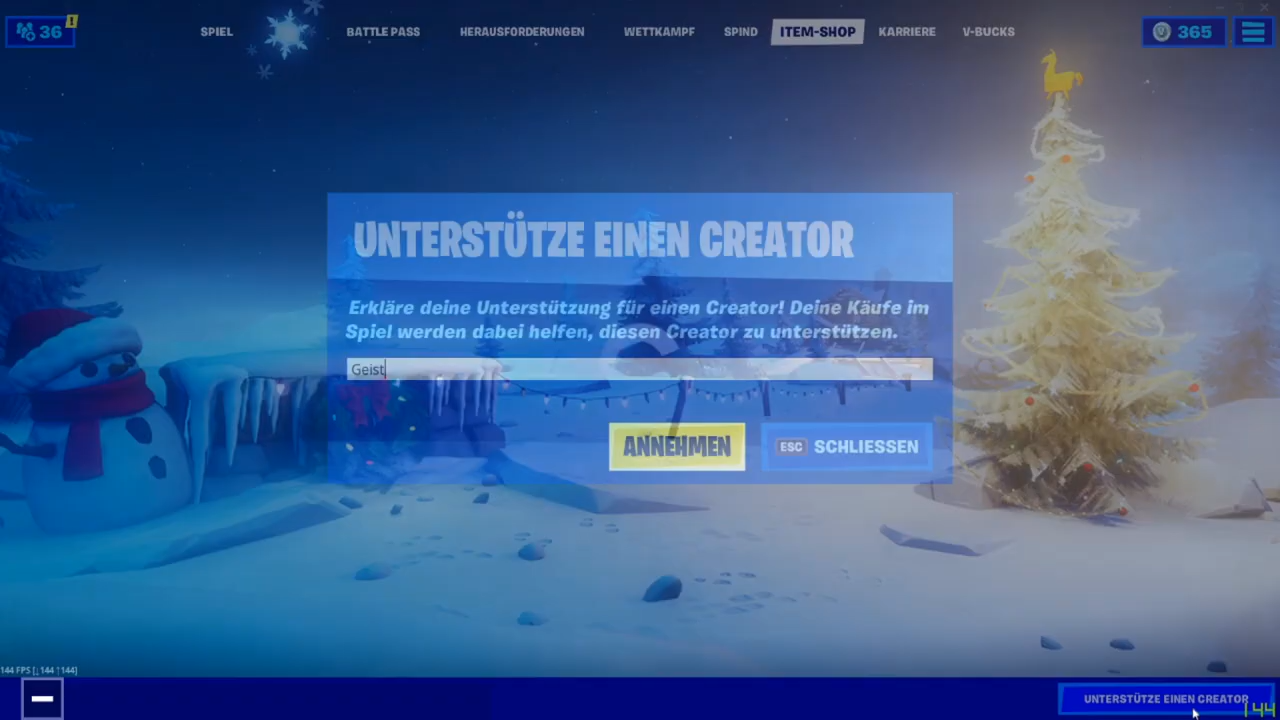 36
!
SPIEL
BATTLE PASS
HERAUSFORDERUNGEN
WETTKAMPF
SPIND
ITEM-SHOP
KARRIERE
V-BUCKS
365
UNTERSTÜTZE EINEN CREATOR
Erkläre deine Unterstützung für einen Creator! Deine Käufe im
Spiel werden dabei helfen, diesen Creator zu unterstützen.
Geist
ANNEHMEN
ESC SCHLIESSEN
144 FPS [↓144 ↑144]
UNTERSTÜTZE EINEN CREATOR
144